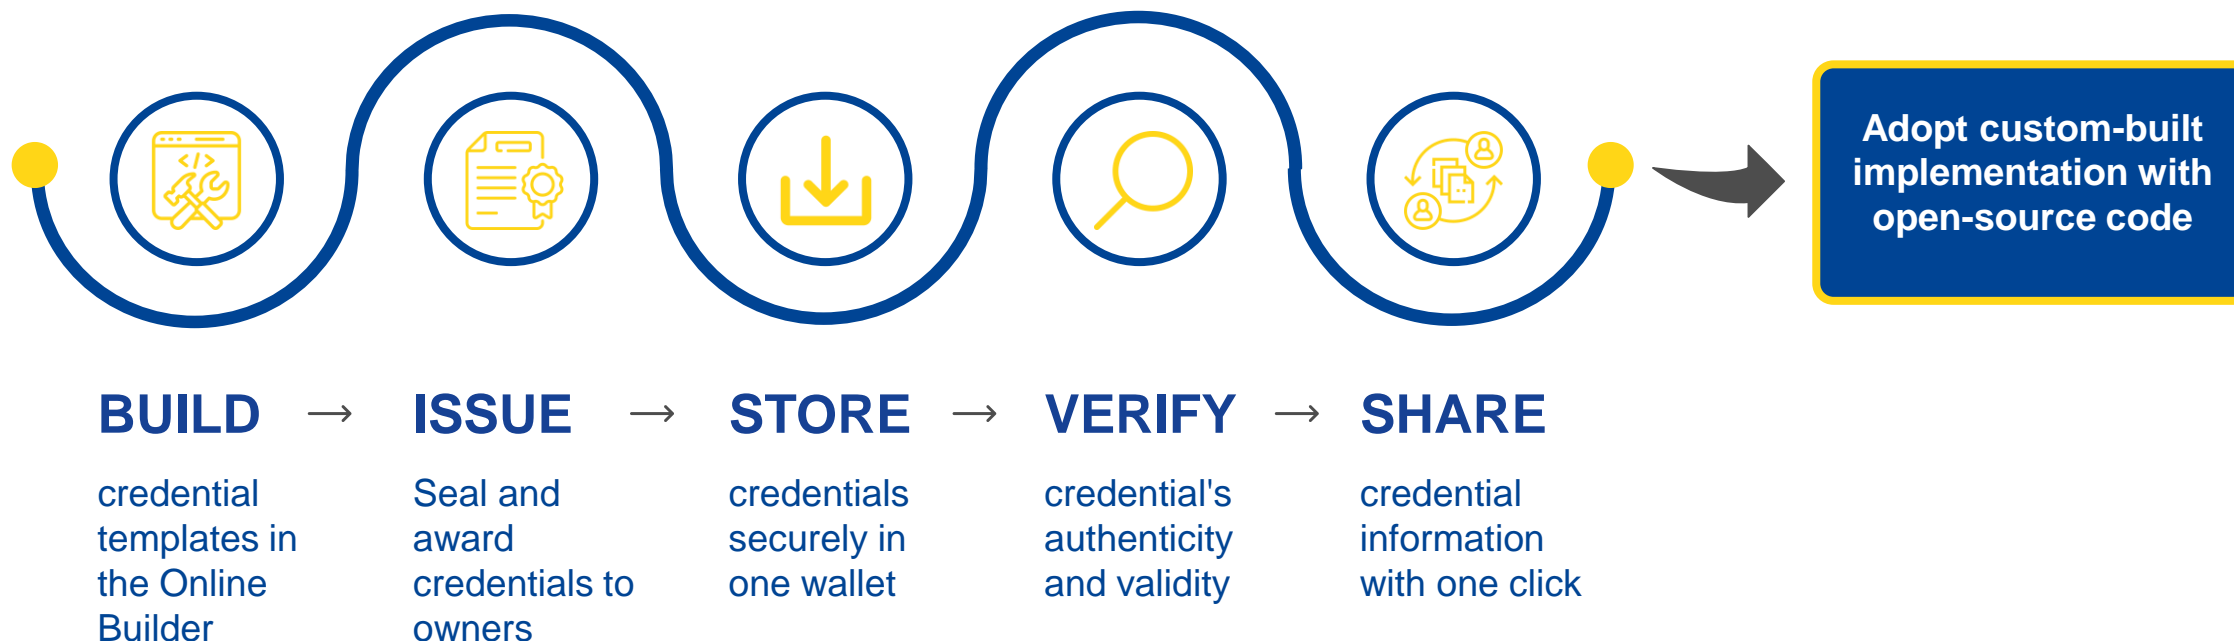 Adopt custom-built
implementation with
open-source code
BUILD → ISSUE → STORE → VERIFY → SHARE
credential
templates in
the Online
Builder
Seal and
award
credentials to
owners
credentials
securely in
one wallet
credential's
authenticity
and validity
credential
information
with one click